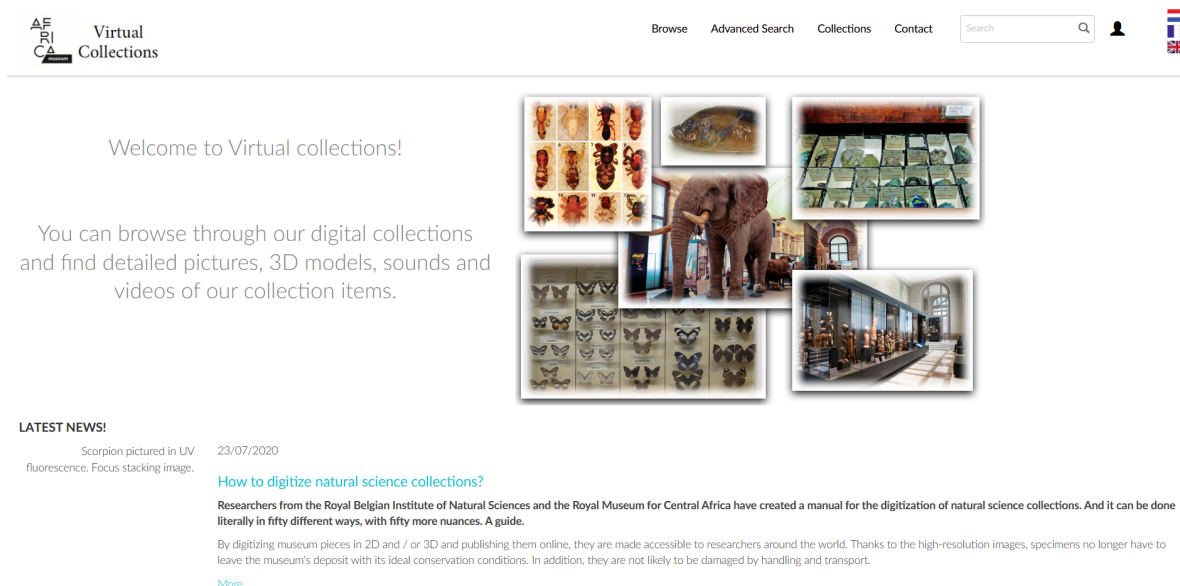 AFRICA
museum
Virtual
Collections
Browse
Advanced Search
Collections
Contact
Search
Welcome to Virtual collections!
You can browse through our digital collections
and find detailed pictures, 3D models, sounds and
videos of our collection items.
LATEST NEWS!
Scorpion pictured in UV
fluorescence. Focus stacking image.
23/07/2020
How to digitize natural science collections?
Researchers from the Royal Belgian Institute of Natural Sciences and the Royal Museum for Central Africa have created a manual for the digitization of natural science collections. And it can be done
literally in fifty different ways, with fifty more nuances. A guide.
By digitizing museum pieces in 2D and / or 3D and publishing them online, they are made accessible to researchers around the world. Thanks to the high-resolution images, specimens no longer have to
leave the museum's deposit with its ideal conservation conditions. In addition, they are not likely to be damaged by handling and transport.
More